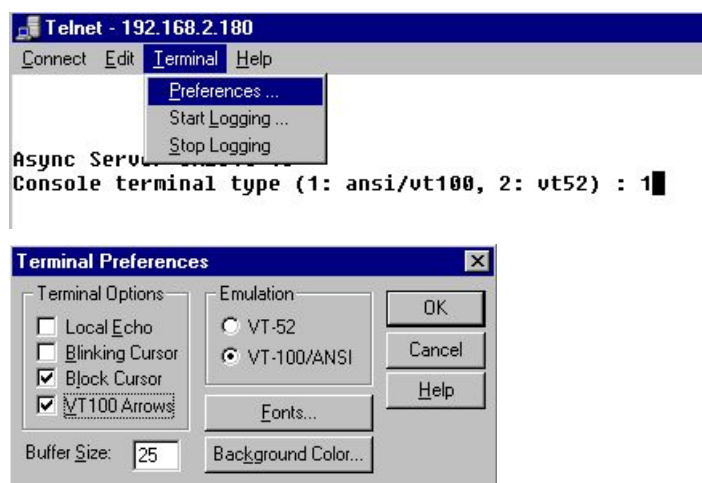 Telnet - 192.168.2.180
Connect Edit Terminal Help
Preferences ...
Start Logging ...
Stop Logging
Async
Console terminal type (1: ansi/vt100, 2: vt52) : 1
Terminal Preferences
Terminal Options
Local Echo
Blinking Cursor
Block Cursor
VT100 Arrows
Buffer Size: 25
Emulation
VT-52
VT-100/ANSI
Fonts...
Background Color...
OK
Cancel
Help